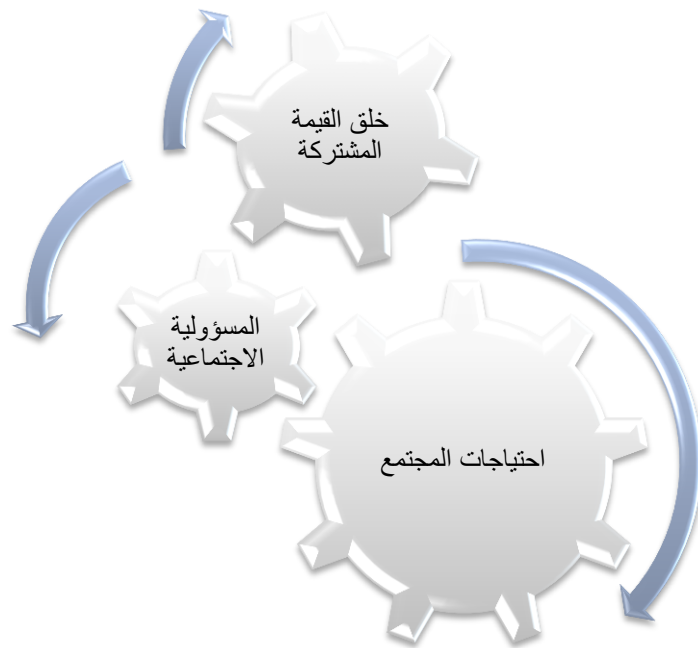 خلق القيمة
المشتركة
المسؤولية
الاجتماعية
احتياجات المجتمع